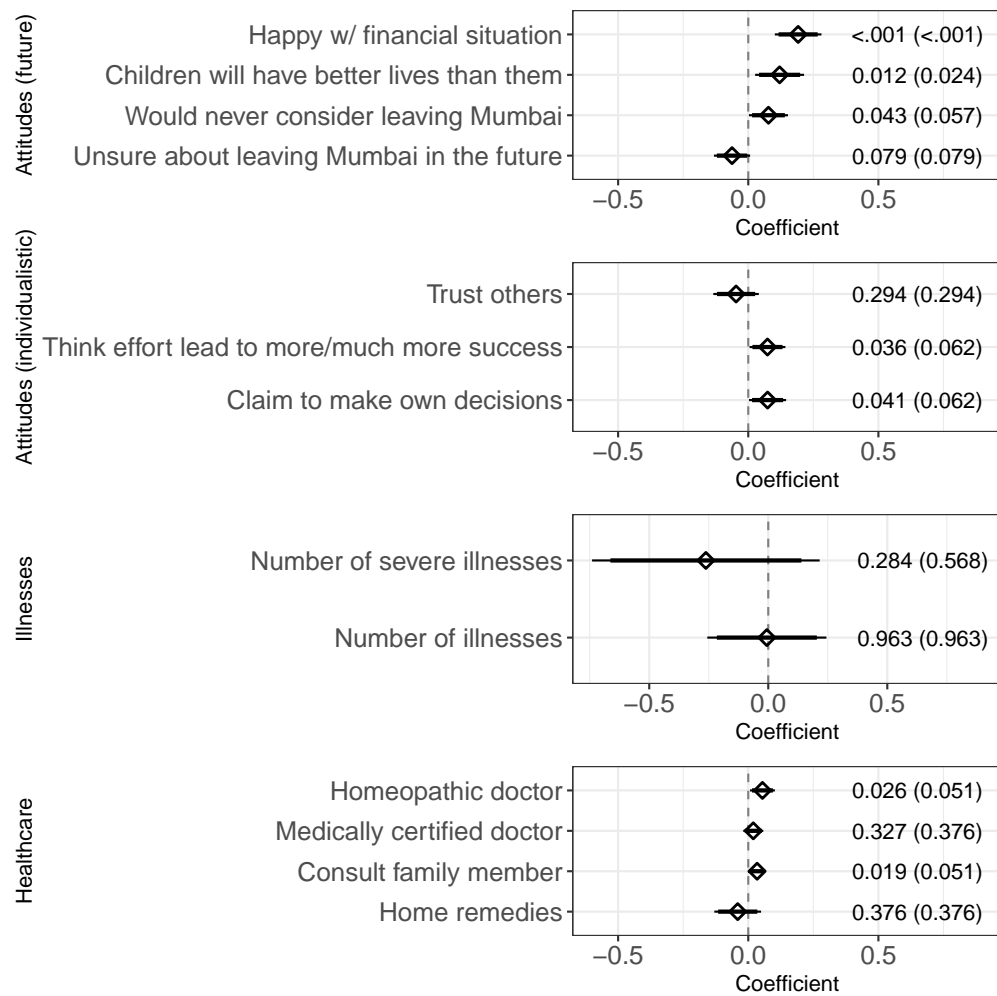 Attitudes (future)
Happy w/ financial situation <.001 (<.001)
Children will have better lives than them 0.012 (0.024)
Would never consider leaving Mumbai 0.043 (0.057)
Unsure about leaving Mumbai in the future 0.079 (0.079)
−0.5 0.0 0.5
Coefficient
Attitudes (individualistic)
Trust others 0.294 (0.294)
Think effort lead to more/much more success 0.036 (0.062)
Claim to make own decisions 0.041 (0.062)
−0.5 0.0 0.5
Coefficient
Illnesses
Number of severe illnesses 0.284 (0.568)
Number of illnesses 0.963 (0.963)
−0.5 0.0 0.5
Coefficient
Healthcare
Homeopathic doctor 0.026 (0.051)
Medically certified doctor 0.327 (0.376)
Consult family member 0.019 (0.051)
Home remedies 0.376 (0.376)
−0.5 0.0 0.5
Coefficient